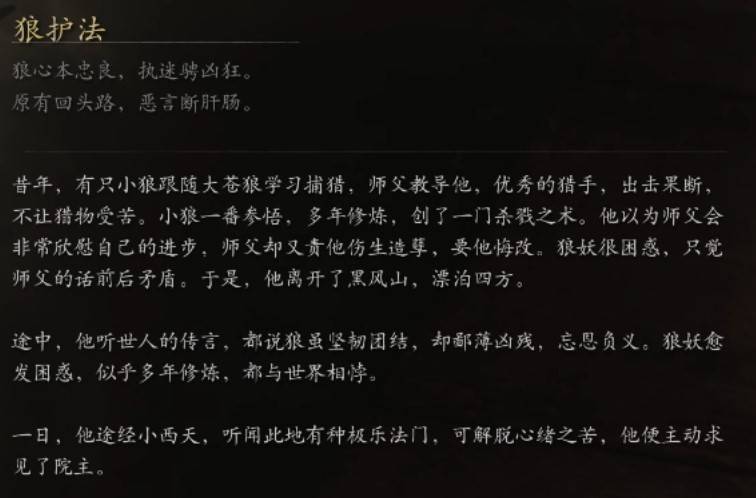 狼护法
狼心本忠良，执迷骋凶狂。
原有回头路，恶言断肝肠。
昔年，有只小狼跟随大苍狼学习捕猎，师父教导他，优秀的猎手，出击果断，
不让猎物受苦。小狼一番参悟，多年修炼，创了一门杀戮之术。他以为师父会
非常欣慰自己的进步，师父却又责他伤生造孽，要他悔改。狼妖很困惑，只觉
师父的话前后矛盾。于是，他离开了黑风山，漂泊四方。
途中，他听世人的传言，都说狼虽坚韧团结，却鄙薄凶残，忘恩负义。狼妖愈
发困惑，似乎多年修炼，都与世界相悖。
一日，他途经小西天，听闻此地有种极乐法门，可解脱心绪之苦，他便主动求
见了院主。